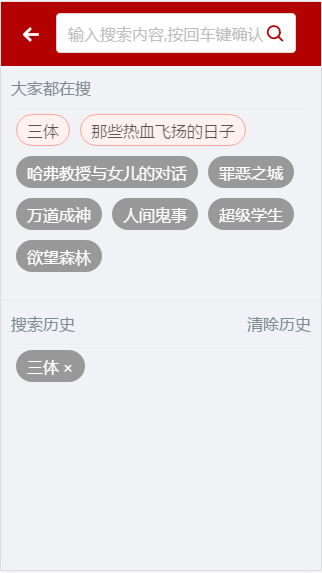 输入搜索内容,按回车键确认
大家都在搜
三体 那些热血飞扬的日子
哈弗教授与女儿的对话 罪恶之城
万道成神 人间鬼事 超级学生
欲望森林
搜索历史 清除历史
三体 ×